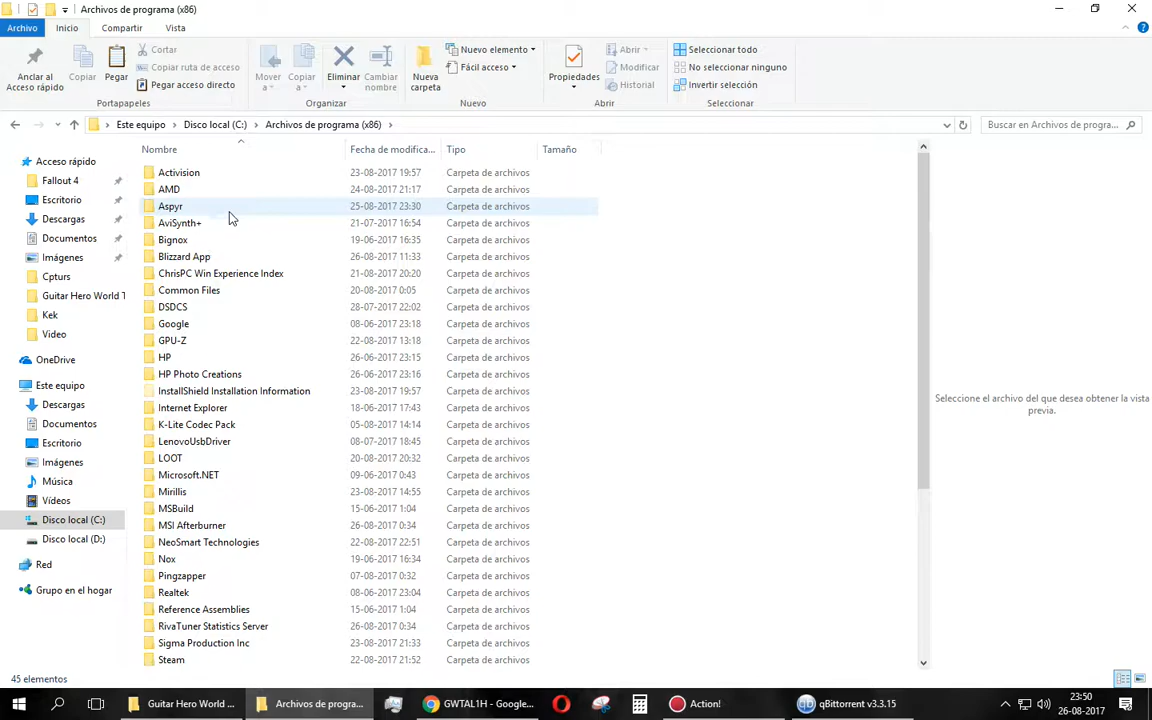 Archivos de programa (x86)
Archivo Inicio Compartir Vista
Anclar al Acceso rápido
Copiar
Pegar
Cortar
Copiar ruta de acceso
Pegar acceso directo
Portapapeles
Mover a
Copiar a
Eliminar
Cambiar nombre
Organizar
Nueva carpeta
Nuevo elemento
Fácil acceso
Nuevo
Propiedades
Abrir
Modificar
Historial
Abrir
Seleccionar todo
No seleccionar ninguno
Invertir selección
Seleccionar
Este equipo > Disco local (C:) > Archivos de programa (x86) >
Buscar en Archivos de progra...
Acceso rápido
Fallout 4
Escritorio
Descargas
Documentos
Imágenes
Cpturs
Guitar Hero World T
Kek
Video
OneDrive
Este equipo
Descargas
Documentos
Escritorio
Imágenes
Música
Vídeos
Disco local (C:)
Disco local (D:)
Red
Grupo en el hogar
Nombre Fecha de modifica... Tipo Tamaño
Activision 23-08-2017 19:57 Carpeta de archivos
AMD 24-08-2017 21:17 Carpeta de archivos
Aspyr 25-08-2017 23:30 Carpeta de archivos
AviSynth+ 21-07-2017 16:54 Carpeta de archivos
Bignox 19-06-2017 16:35 Carpeta de archivos
Blizzard App 26-08-2017 11:33 Carpeta de archivos
ChrisPC Win Experience Index 21-08-2017 20:20 Carpeta de archivos
Common Files 20-08-2017 0:05 Carpeta de archivos
DSDCS 28-07-2017 22:02 Carpeta de archivos
Google 08-06-2017 23:18 Carpeta de archivos
GPU-Z 22-08-2017 13:18 Carpeta de archivos
HP 26-06-2017 23:15 Carpeta de archivos
HP Photo Creations 26-06-2017 23:16 Carpeta de archivos
InstallShield Installation Information 23-08-2017 19:57 Carpeta de archivos
Internet Explorer 18-06-2017 17:43 Carpeta de archivos
K-Lite Codec Pack 05-08-2017 14:14 Carpeta de archivos
LenovoUsbDriver 08-07-2017 18:45 Carpeta de archivos
LOOT 20-08-2017 20:32 Carpeta de archivos
Microsoft.NET 09-06-2017 0:43 Carpeta de archivos
Mirillis 23-08-2017 14:55 Carpeta de archivos
MSBuild 15-06-2017 1:04 Carpeta de archivos
MSI Afterburner 26-08-2017 0:34 Carpeta de archivos
NeoSmart Technologies 22-08-2017 22:51 Carpeta de archivos
Nox 19-06-2017 16:34 Carpeta de archivos
Pingzapper 07-08-2017 0:32 Carpeta de archivos
Realtek 08-06-2017 23:04 Carpeta de archivos
Reference Assemblies 15-06-2017 1:04 Carpeta de archivos
RivaTuner Statistics Server 26-08-2017 0:34 Carpeta de archivos
Sigma Production Inc 23-08-2017 21:33 Carpeta de archivos
Steam 22-08-2017 21:52 Carpeta de archivos
Seleccione el archivo del que desea obtener la vista
previa.
45 elementos
Guitar Hero World ...
Archivos de progra...
GWTAL1H - Google...
Action!
qBittorrent v3.3.15
23:50
26-08-2017